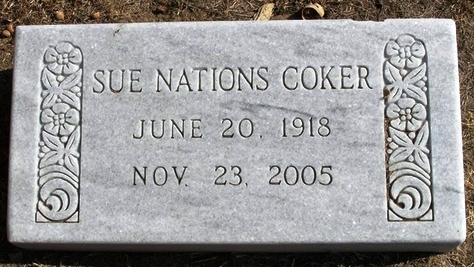 SUE NATIONS COKER
JUNE 20, 1918
NOV. 23, 2005